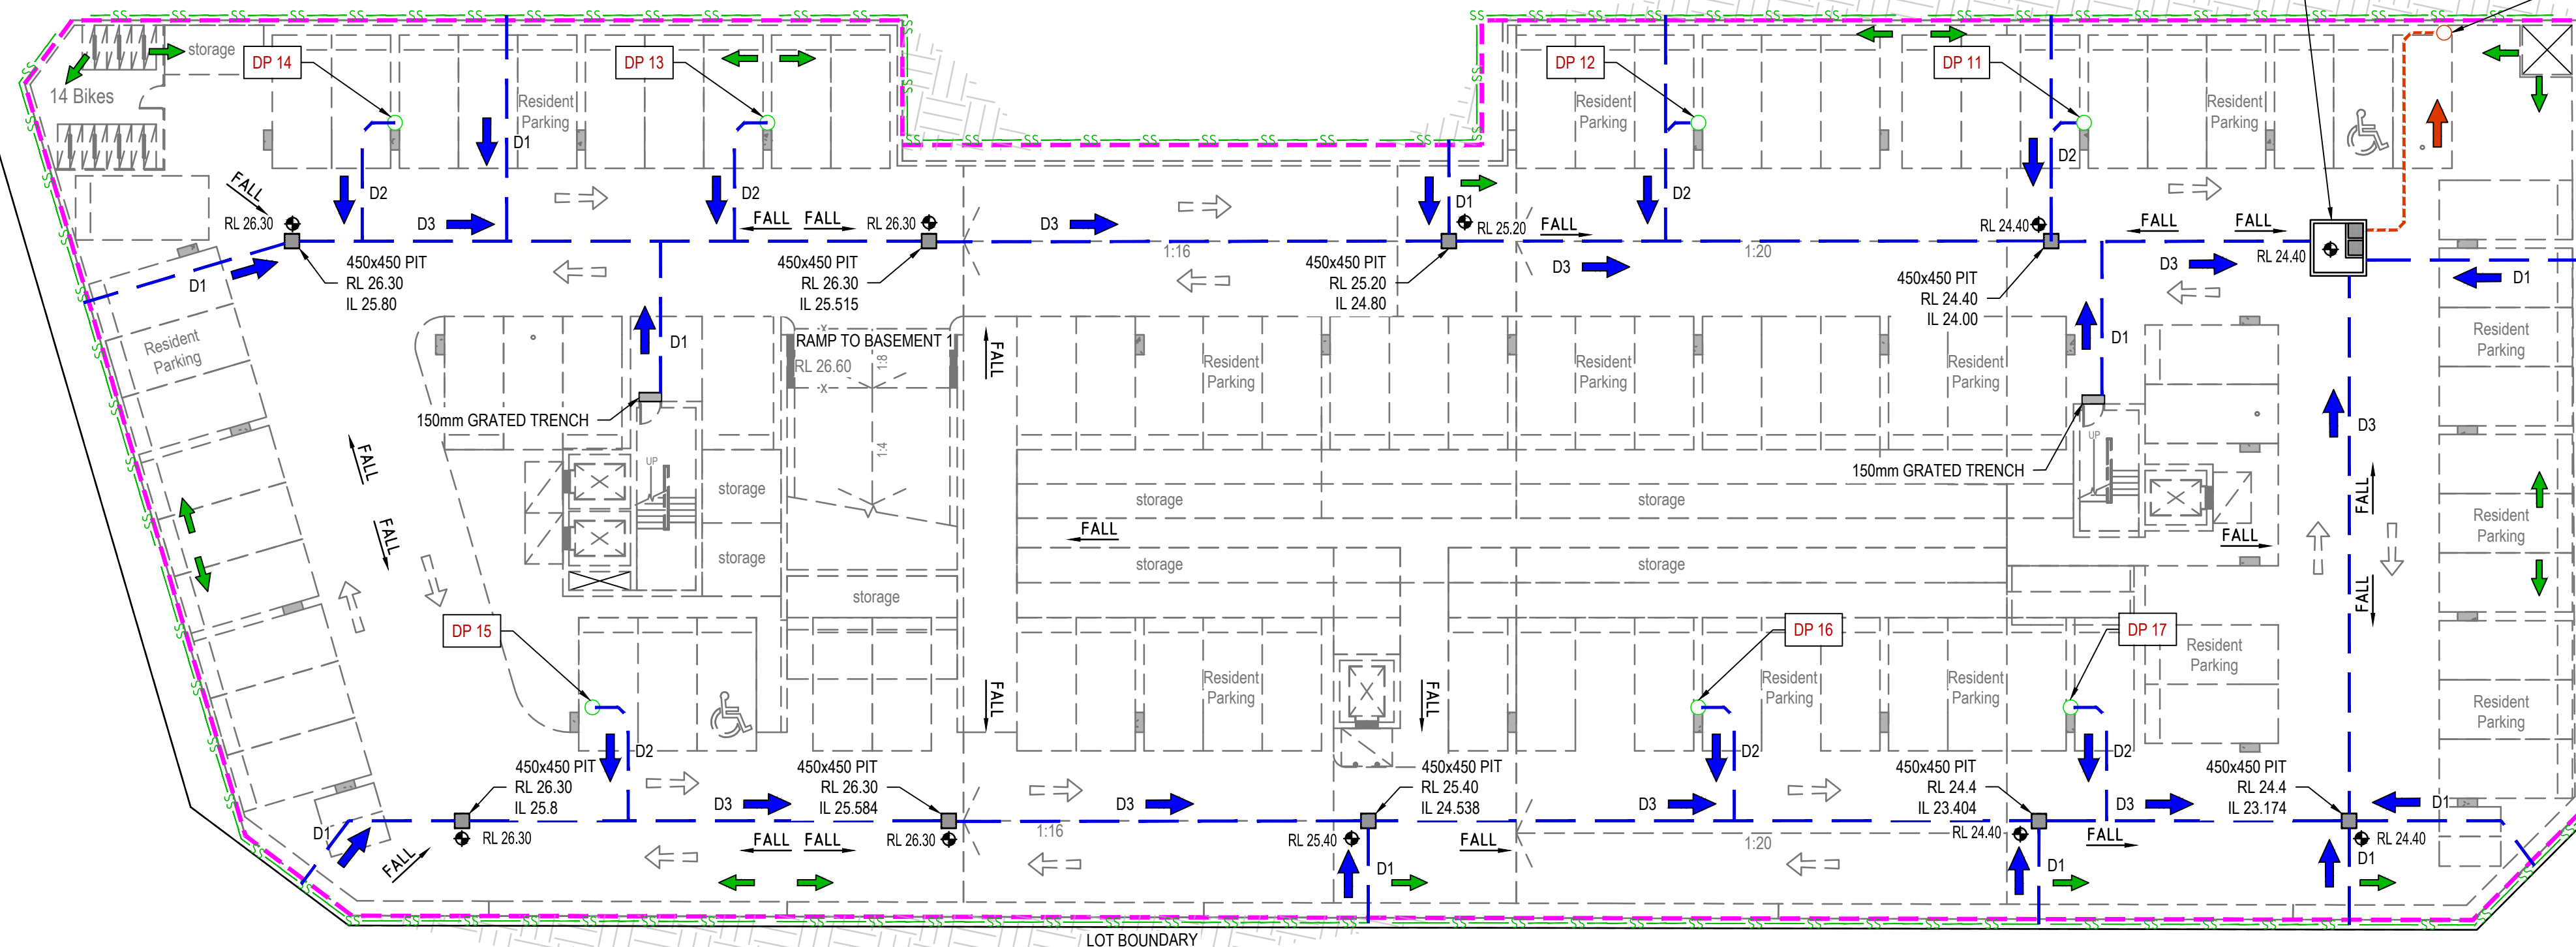 storage
14 Bikes
DP 14
DP 13
DP 12
DP 11
Resident
Parking
Resident
Parking
Resident
Parking
D1
D2
D2
D1
D2
D2
FALL
RL 26.30
D3
FALL
FALL
RL 26.30
D3
RL 25.20
FALL
RL 24.40
FALL
FALL
D1
450x450 PIT
RL 26.30
IL 25.80
450x450 PIT
RL 26.30
IL 25.515
1:16
450x450 PIT
RL 25.20
IL 24.80
D3
1:20
450x450 PIT
RL 24.40
IL 24.00
D3
RL 24.40
D1
Resident
Parking
D1
RAMP TO BASEMENT 1
RL 26.60
1:8
1:4
X
X
FALL
Resident
Parking
Resident
Parking
Resident
Parking
D1
Resident
Parking
150mm GRATED TRENCH
UP
150mm GRATED TRENCH
UP
D3
FALL
FALL
storage
storage
storage
storage
storage
storage
storage
FALL
FALL
FALL
FALL
Resident
Parking
DP 15
DP 16
DP 17
Resident
Parking
Resident
Parking
Resident
Parking
Resident
Parking
Resident
Parking
FALL
FALL
D2
D2
D2
450x450 PIT
RL 26.30
IL 25.8
D3
450x450 PIT
RL 26.30
IL 25.584
D3
450x450 PIT
RL 25.40
IL 24.538
D3
450x450 PIT
RL 24.4
IL 23.404
D3
450x450 PIT
RL 24.4
IL 23.174
D1
D1
FALL
RL 26.30
FALL
FALL
RL 26.30
1:16
RL 25.40
FALL
1:20
RL 24.40
FALL
RL 24.40
D1
D1
D1
LOT BOUNDARY